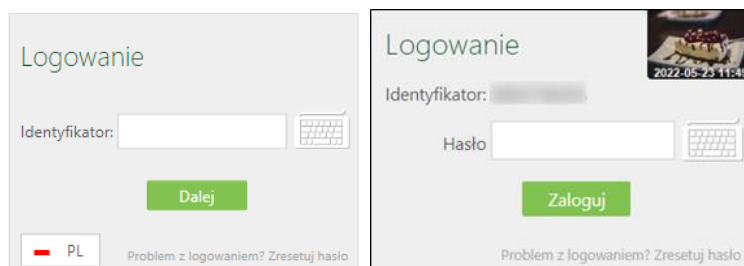 Logowanie
Identyfikator:
Dalej
PL
Problem z logowaniem? Zresetuj hasło
Logowanie
2022-05-23 11:45
Identyfikator:
Hasło
Zaloguj
Problem z logowaniem? Zresetuj hasło